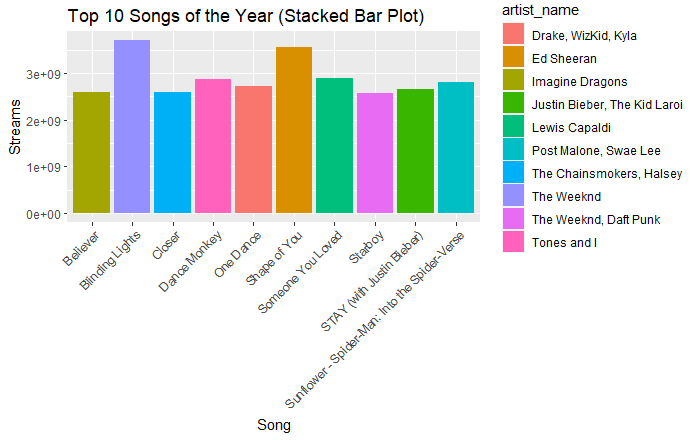 Top 10 Songs of the Year (Stacked Bar Plot)
Streams
3e+09
2e+09
1e+09
0e+00
Believer
Blinding Lights
Closer
Dance Monkey
One Dance
Shape of You
Someone You Loved
Starboy
STAY (with Justin Bieber)
Sunflower - Spider-Man: Into the Spider-Verse
Song
artist_name
Drake, WizKid, Kyla
Ed Sheeran
Imagine Dragons
Justin Bieber, The Kid Laroi
Lewis Capaldi
Post Malone, Swae Lee
The Chainsmokers, Halsey
The Weeknd
The Weeknd, Daft Punk
Tones and I